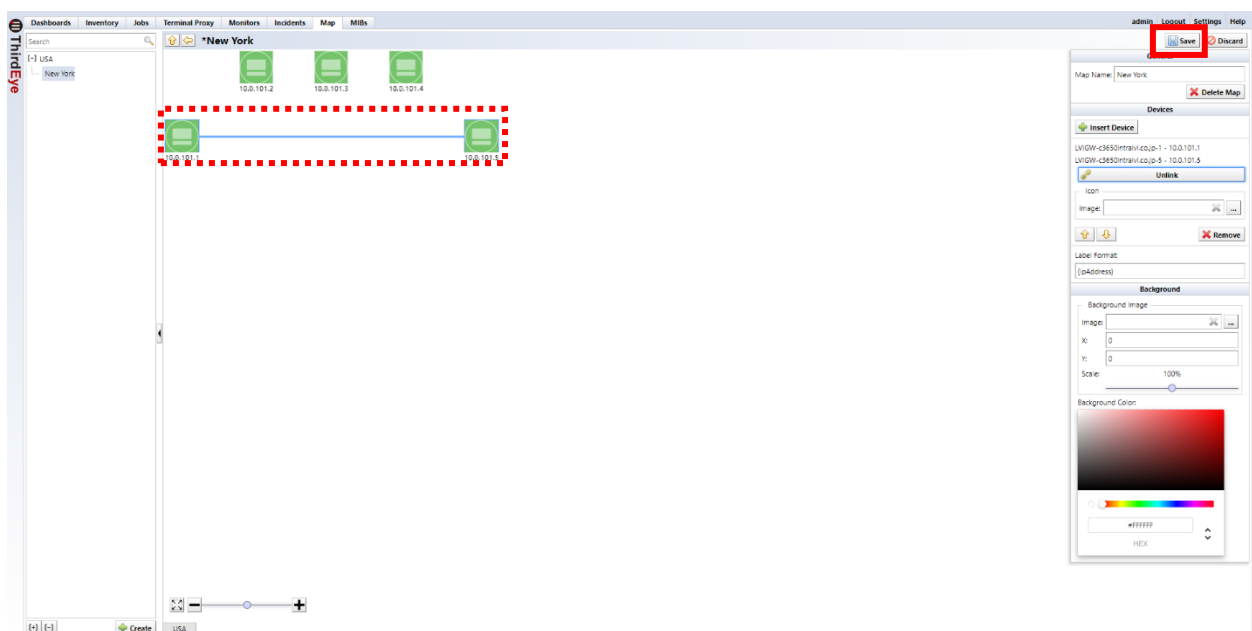 ThirdEye
Dashboards Inventory Jobs Terminal Proxy Monitors Incidents Map MIBs
admin Logout Settings Help
Search
*New York
Save Discard
[-] USA
New York
10.0.101.2 10.0.101.3 10.0.101.4
10.0.101.1 10.0.101.5
General
Map Name: New York
Delete Map
Devices
Insert Device
LVIGW-c3650intralvi.co.jp-1 - 10.0.101.1
LVIGW-c3650intralvi.co.jp-5 - 10.0.101.5
Unlink
Icon
Image: ...
Remove
Label Format:
{ipAddress}
Background
Background Image
Image: ...
X: 0
Y: 0
Scale: 100%
Background Color:
#FFFFFF
HEX
[+] [-] Create USA